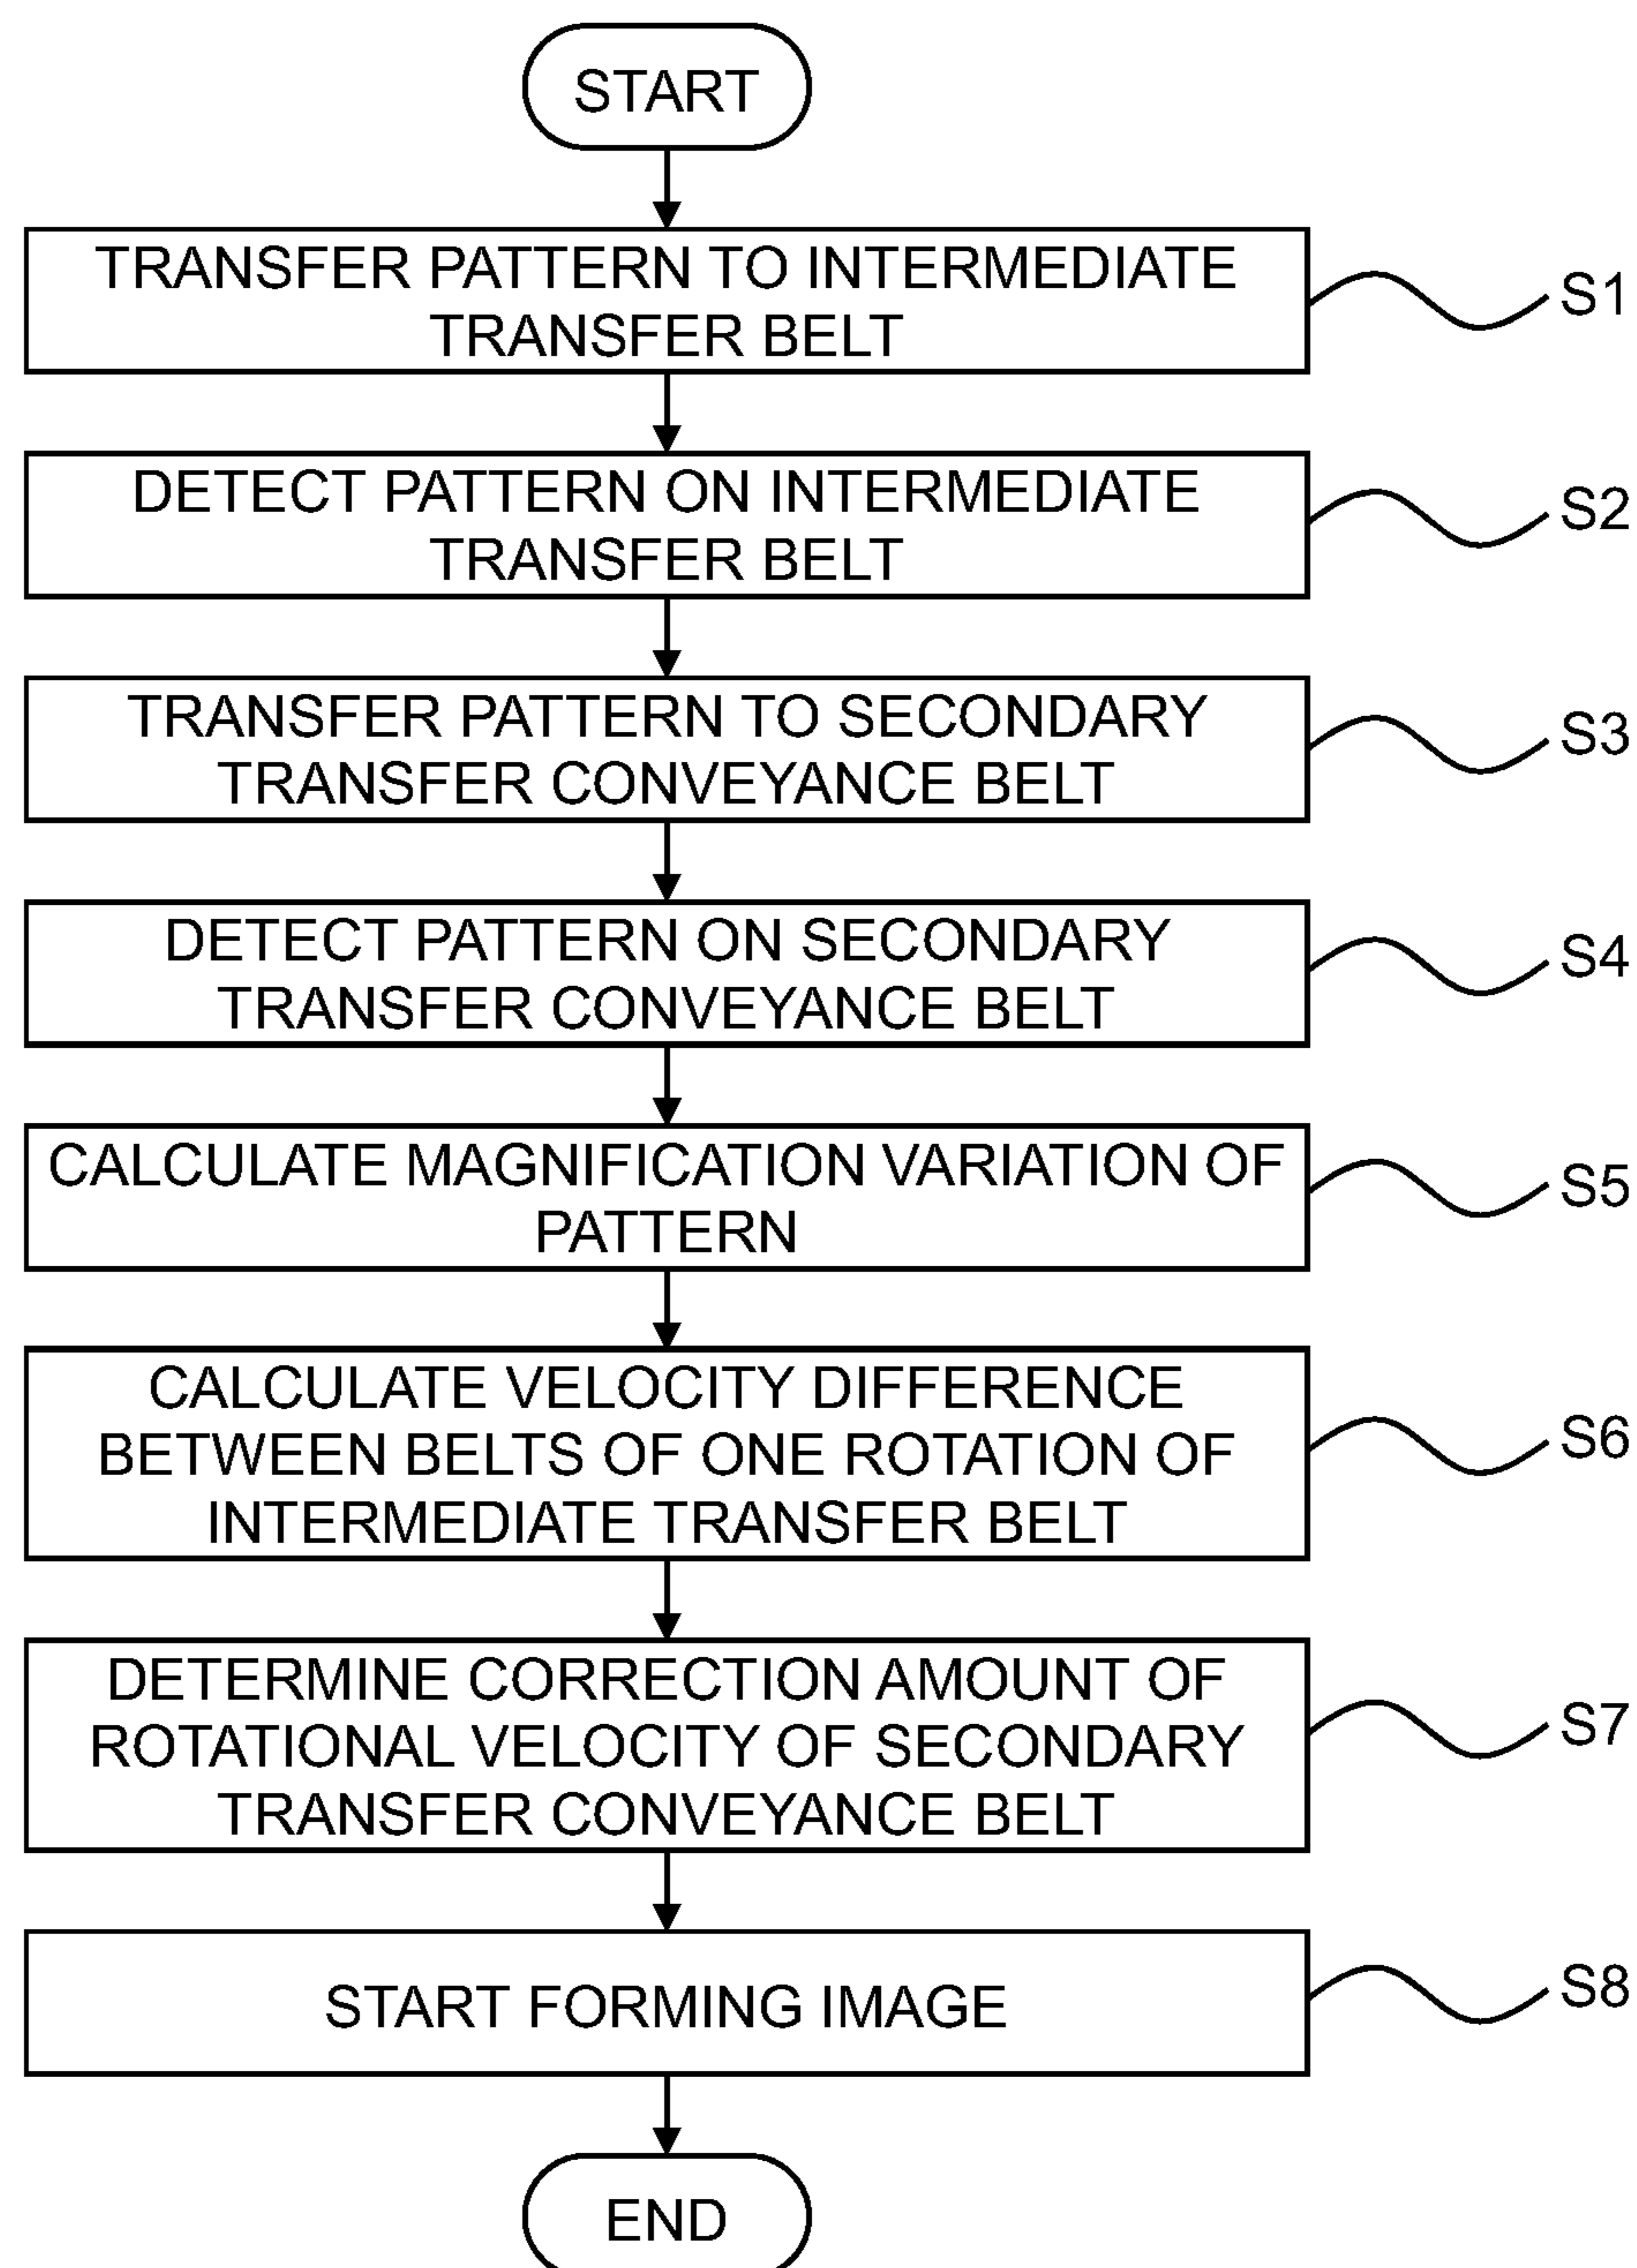 START
TRANSFER PATTERN TO INTERMEDIATE
TRANSFER BELT
S1
DETECT PATTERN ON INTERMEDIATE
TRANSFER BELT
S2
TRANSFER PATTERN TO SECONDARY
TRANSFER CONVEYANCE BELT
S3
DETECT PATTERN ON SECONDARY
TRANSFER CONVEYANCE BELT
S4
CALCULATE MAGNIFICATION VARIATION OF
PATTERN
S5
CALCULATE VELOCITY DIFFERENCE
BETWEEN BELTS OF ONE ROTATION OF
INTERMEDIATE TRANSFER BELT
S6
DETERMINE CORRECTION AMOUNT OF
ROTATIONAL VELOCITY OF SECONDARY
TRANSFER CONVEYANCE BELT
S7
START FORMING IMAGE
S8
END